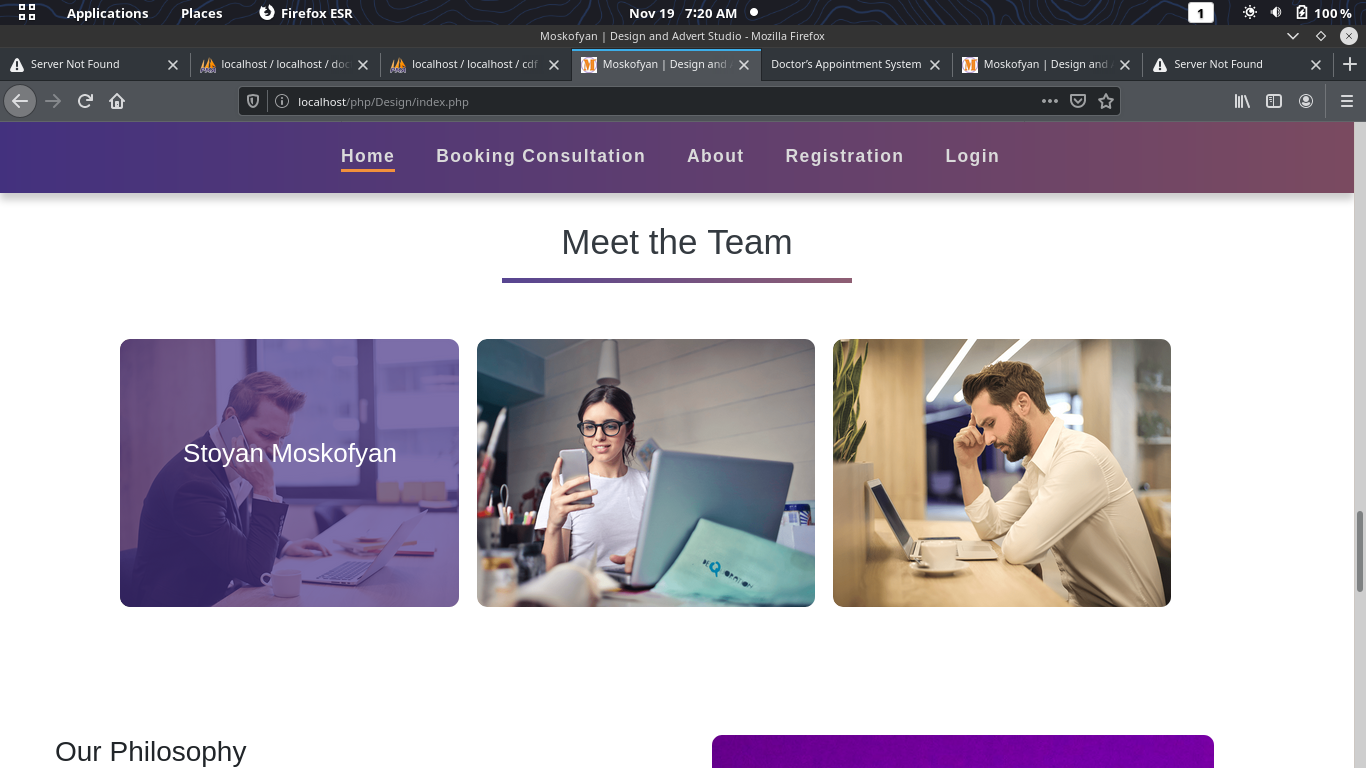 Applications Places Firefox ESR Nov 19 7:20 AM 1 100 %
Moskofyan | Design and Advert Studio - Mozilla Firefox
Server Not Found localhost / localhost / doc localhost / localhost / cdf Moskofyan | Design and Doctor's Appointment System Moskofyan | Design and Server Not Found
localhost/php/Design/index.php
Home Booking Consultation About Registration Login
Meet the Team
Stoyan Moskofyan
Our Philosophy